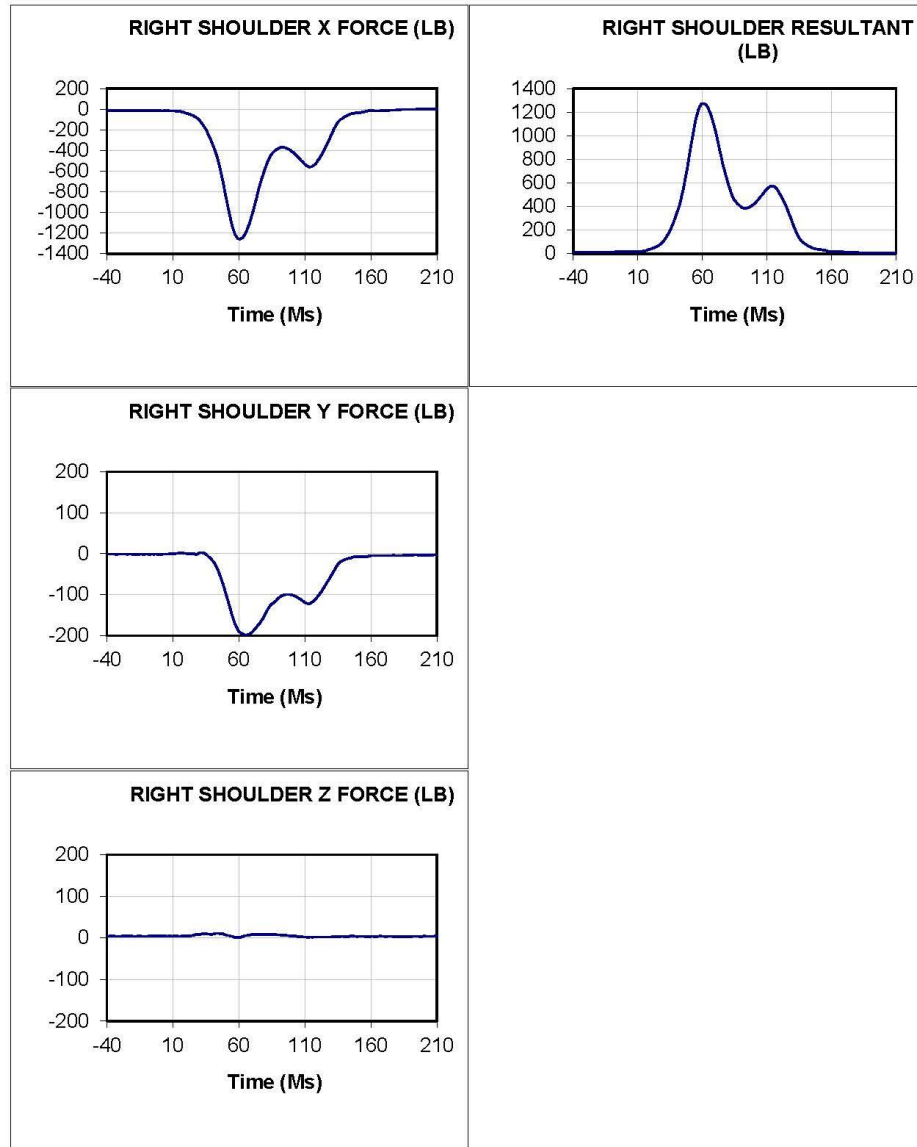 RIGHT SHOULDER X FORCE (LB)
200
0
-200
-400
-600
-800
-1000
-1200
-1400
-40 10 60 110 160 210
Time (Ms)
RIGHT SHOULDER RESULTANT
(LB)
1400
1200
1000
800
600
400
200
0
-40 10 60 110 160 210
Time (Ms)
RIGHT SHOULDER Y FORCE (LB)
200
100
0
-100
-200
-40 10 60 110 160 210
Time (Ms)
RIGHT SHOULDER Z FORCE (LB)
200
100
0
-100
-200
-40 10 60 110 160 210
Time (Ms)